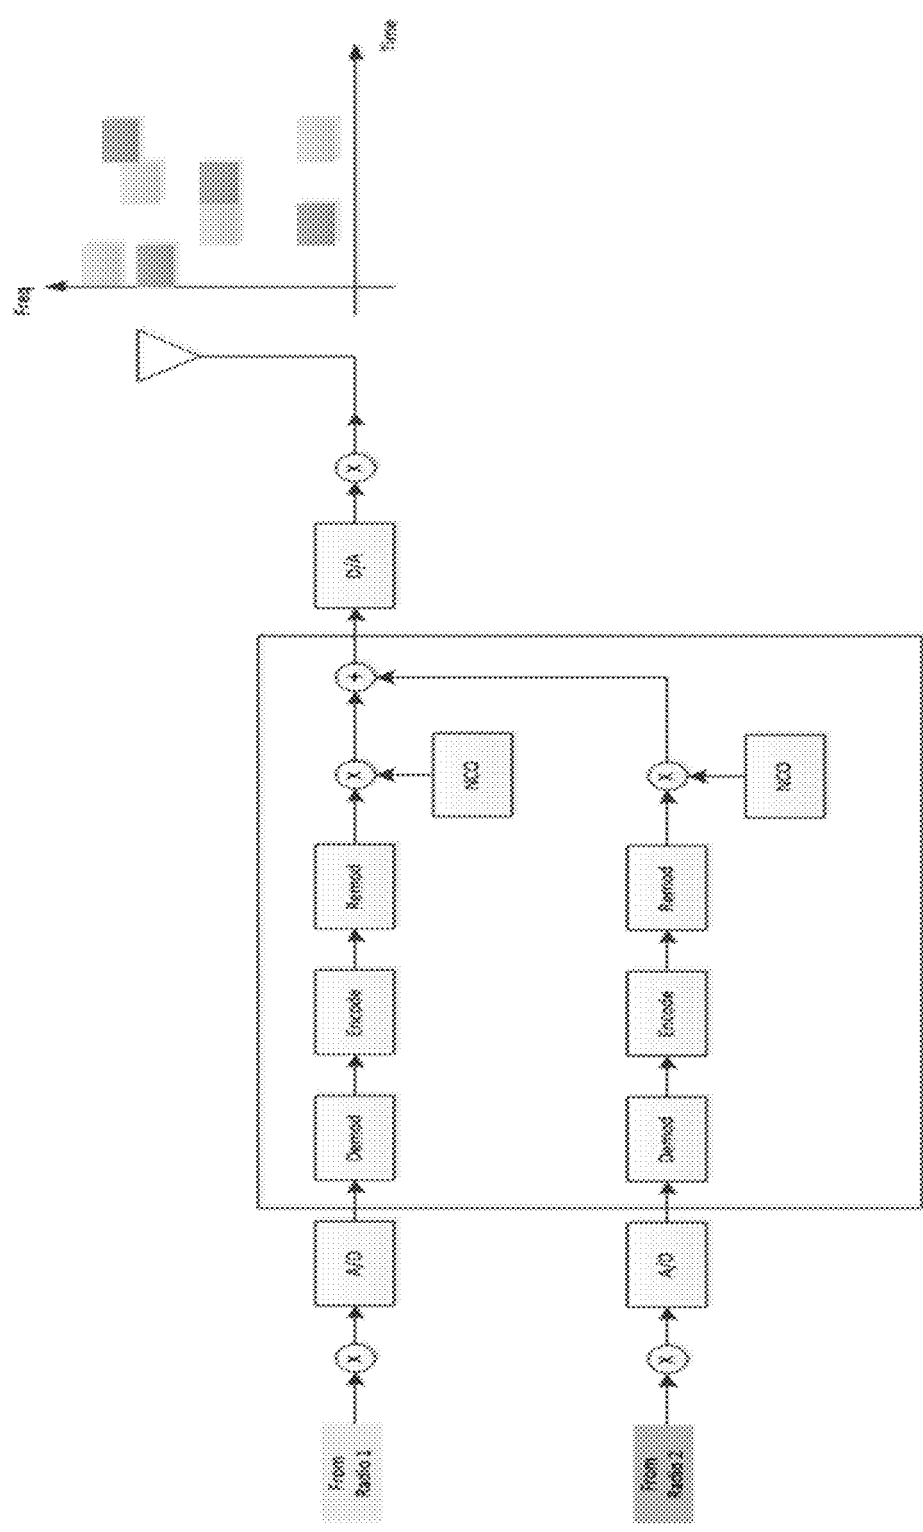 From
Radio 1
X
A/D
Demod
Encode
Remod
X
NCO
+
D/A
X
From
Radio 2
X
A/D
Demod
Encode
Remod
X
NCO
Freq
Time